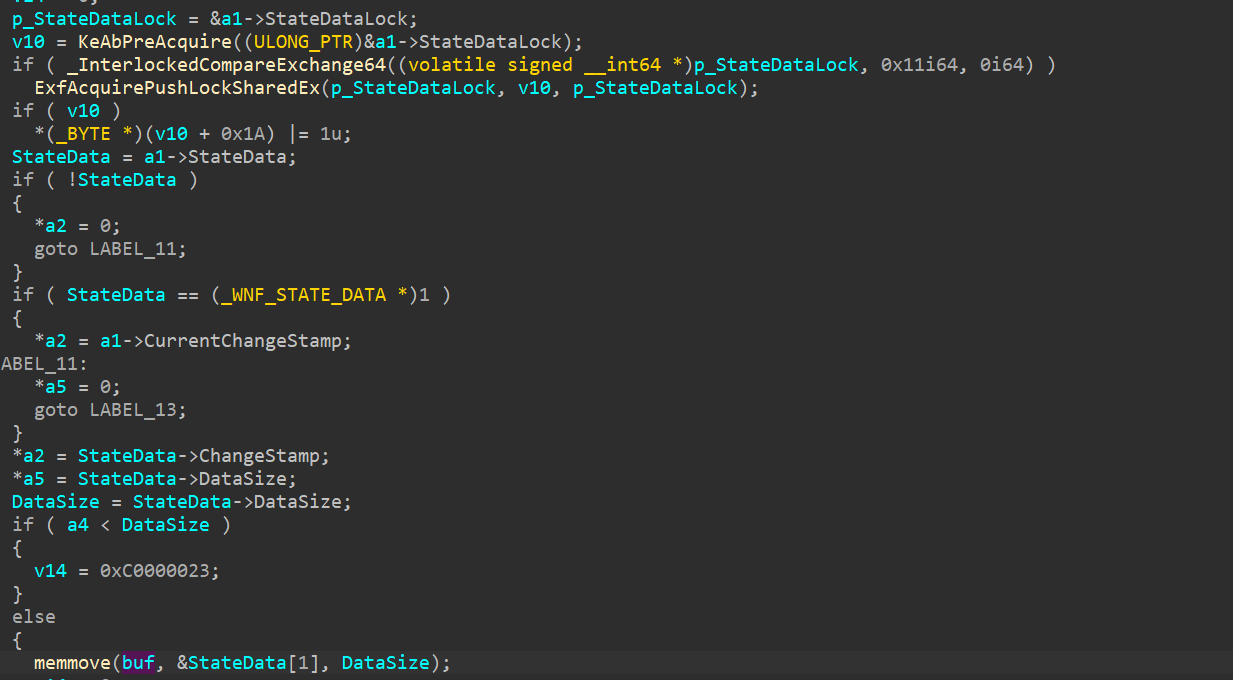 p_StateDataLock = &a1->StateDataLock;
v10 = KeAbPreAcquire((ULONG_PTR)&a1->StateDataLock);
if ( _InterlockedCompareExchange64((volatile signed __int64 *)p_StateDataLock, 0x11i64, 0i64) )
ExfAcquirePushLockSharedEx(p_StateDataLock, v10, p_StateDataLock);
if ( v10 )
*(_BYTE *)(v10 + 0x1A) |= 1u;
StateData = a1->StateData;
if ( !StateData )
{
*a2 = 0;
goto LABEL_11;
}
if ( StateData == (_WNF_STATE_DATA *)1 )
{
*a2 = a1->CurrentChangeStamp;
ABEL_11:
*a5 = 0;
goto LABEL_13;
}
*a2 = StateData->ChangeStamp;
*a5 = StateData->DataSize;
DataSize = StateData->DataSize;
if ( a4 < DataSize )
{
v14 = 0xC0000023;
}
else
{
memmove(buf, &StateData[1], DataSize);